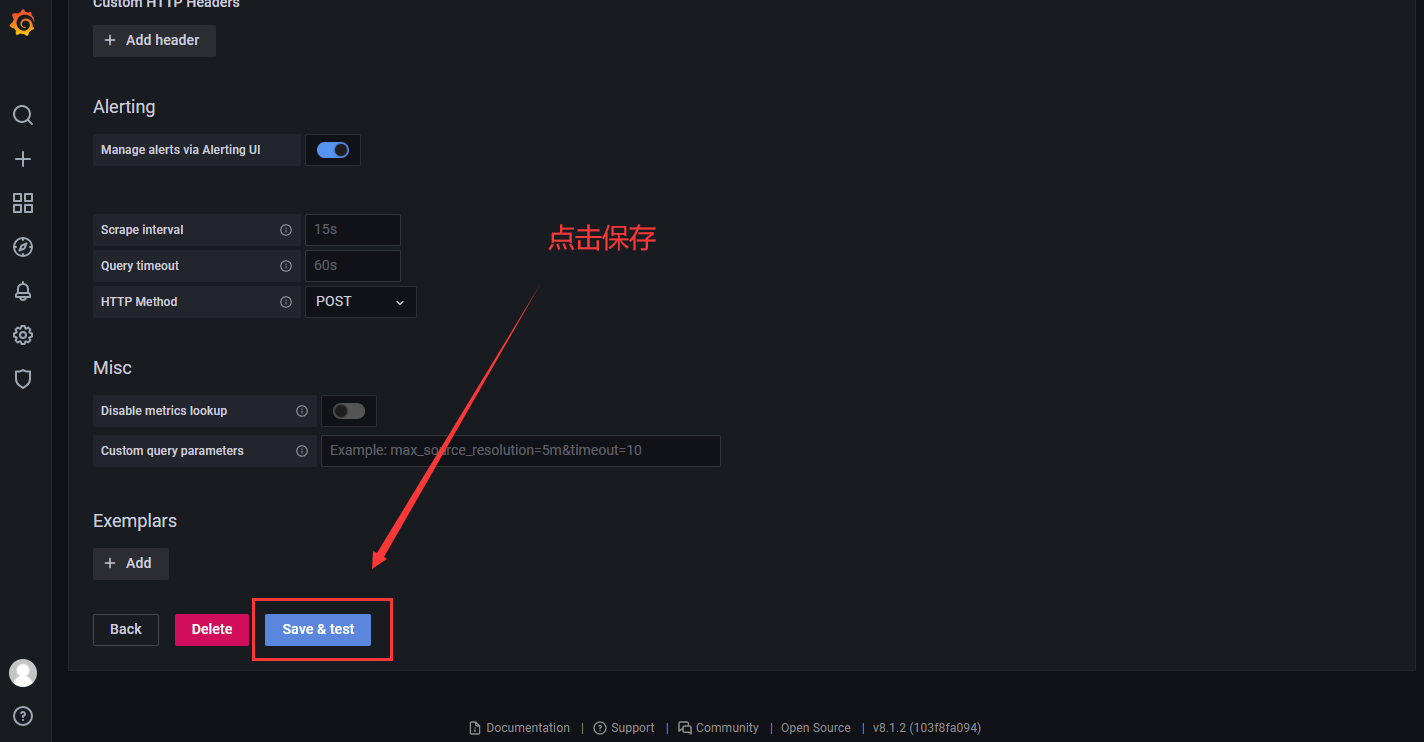 Custom HTTP Headers
Add header
Alerting
Manage alerts via Alerting UI
Scrape interval 15s
点击保存
Query timeout 60s
HTTP Method POST
Misc
Disable metrics lookup
Custom query parameters Example: max_source_resolution=5m&timeout=10
Exemplars
Add
Back Delete Save & test
Documentation | Support | Community | Open Source | v8.1.2 (103f8fa094)